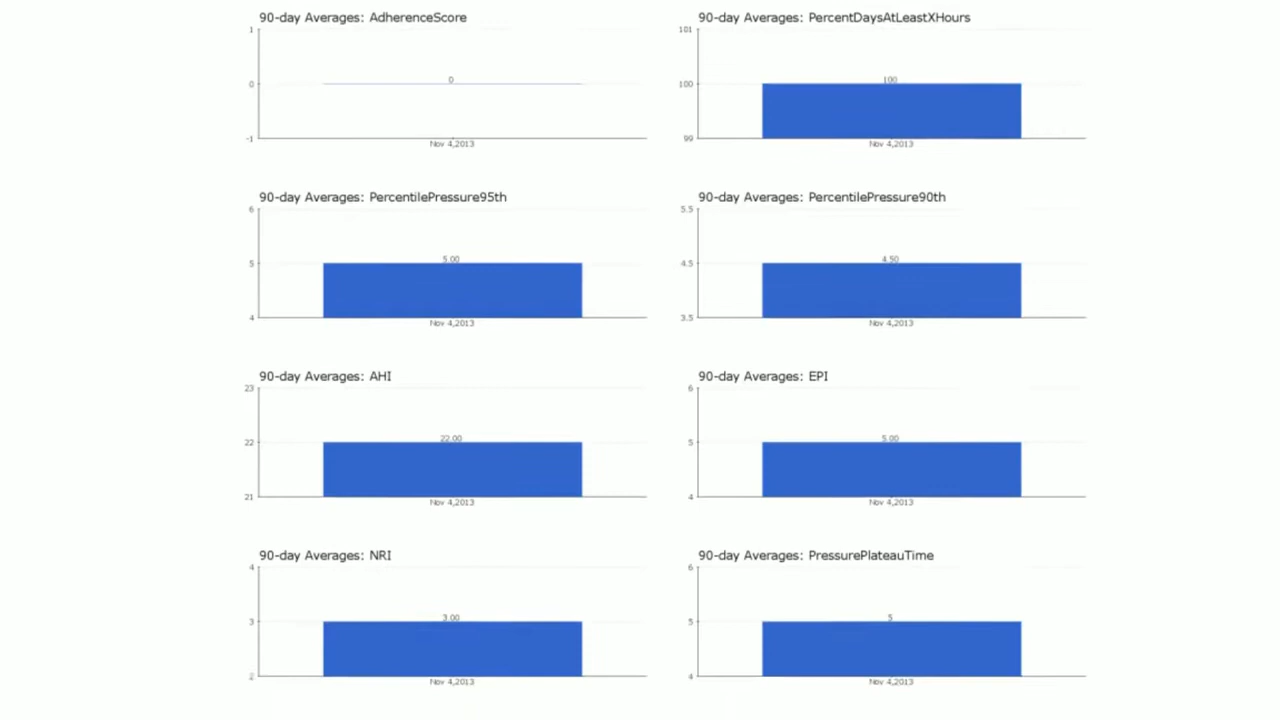 90-day Averages: AdherenceScore
1
0
0
-1
Nov 4,2013
90-day Averages: PercentDaysAtLeastXHours
101
100
100
99
Nov 4,2013
90-day Averages: PercentilePressure95th
6
5.00
5
4
Nov 4,2013
90-day Averages: PercentilePressure90th
5.5
4.50
4.5
3.5
Nov 4,2013
90-day Averages: AHI
23
22.00
22
21
Nov 4,2013
90-day Averages: EPI
6
5.00
5
4
Nov 4,2013
90-day Averages: NRI
4
3.00
3
2
Nov 4,2013
90-day Averages: PressurePlateauTime
6
5
5
4
Nov 4,2013